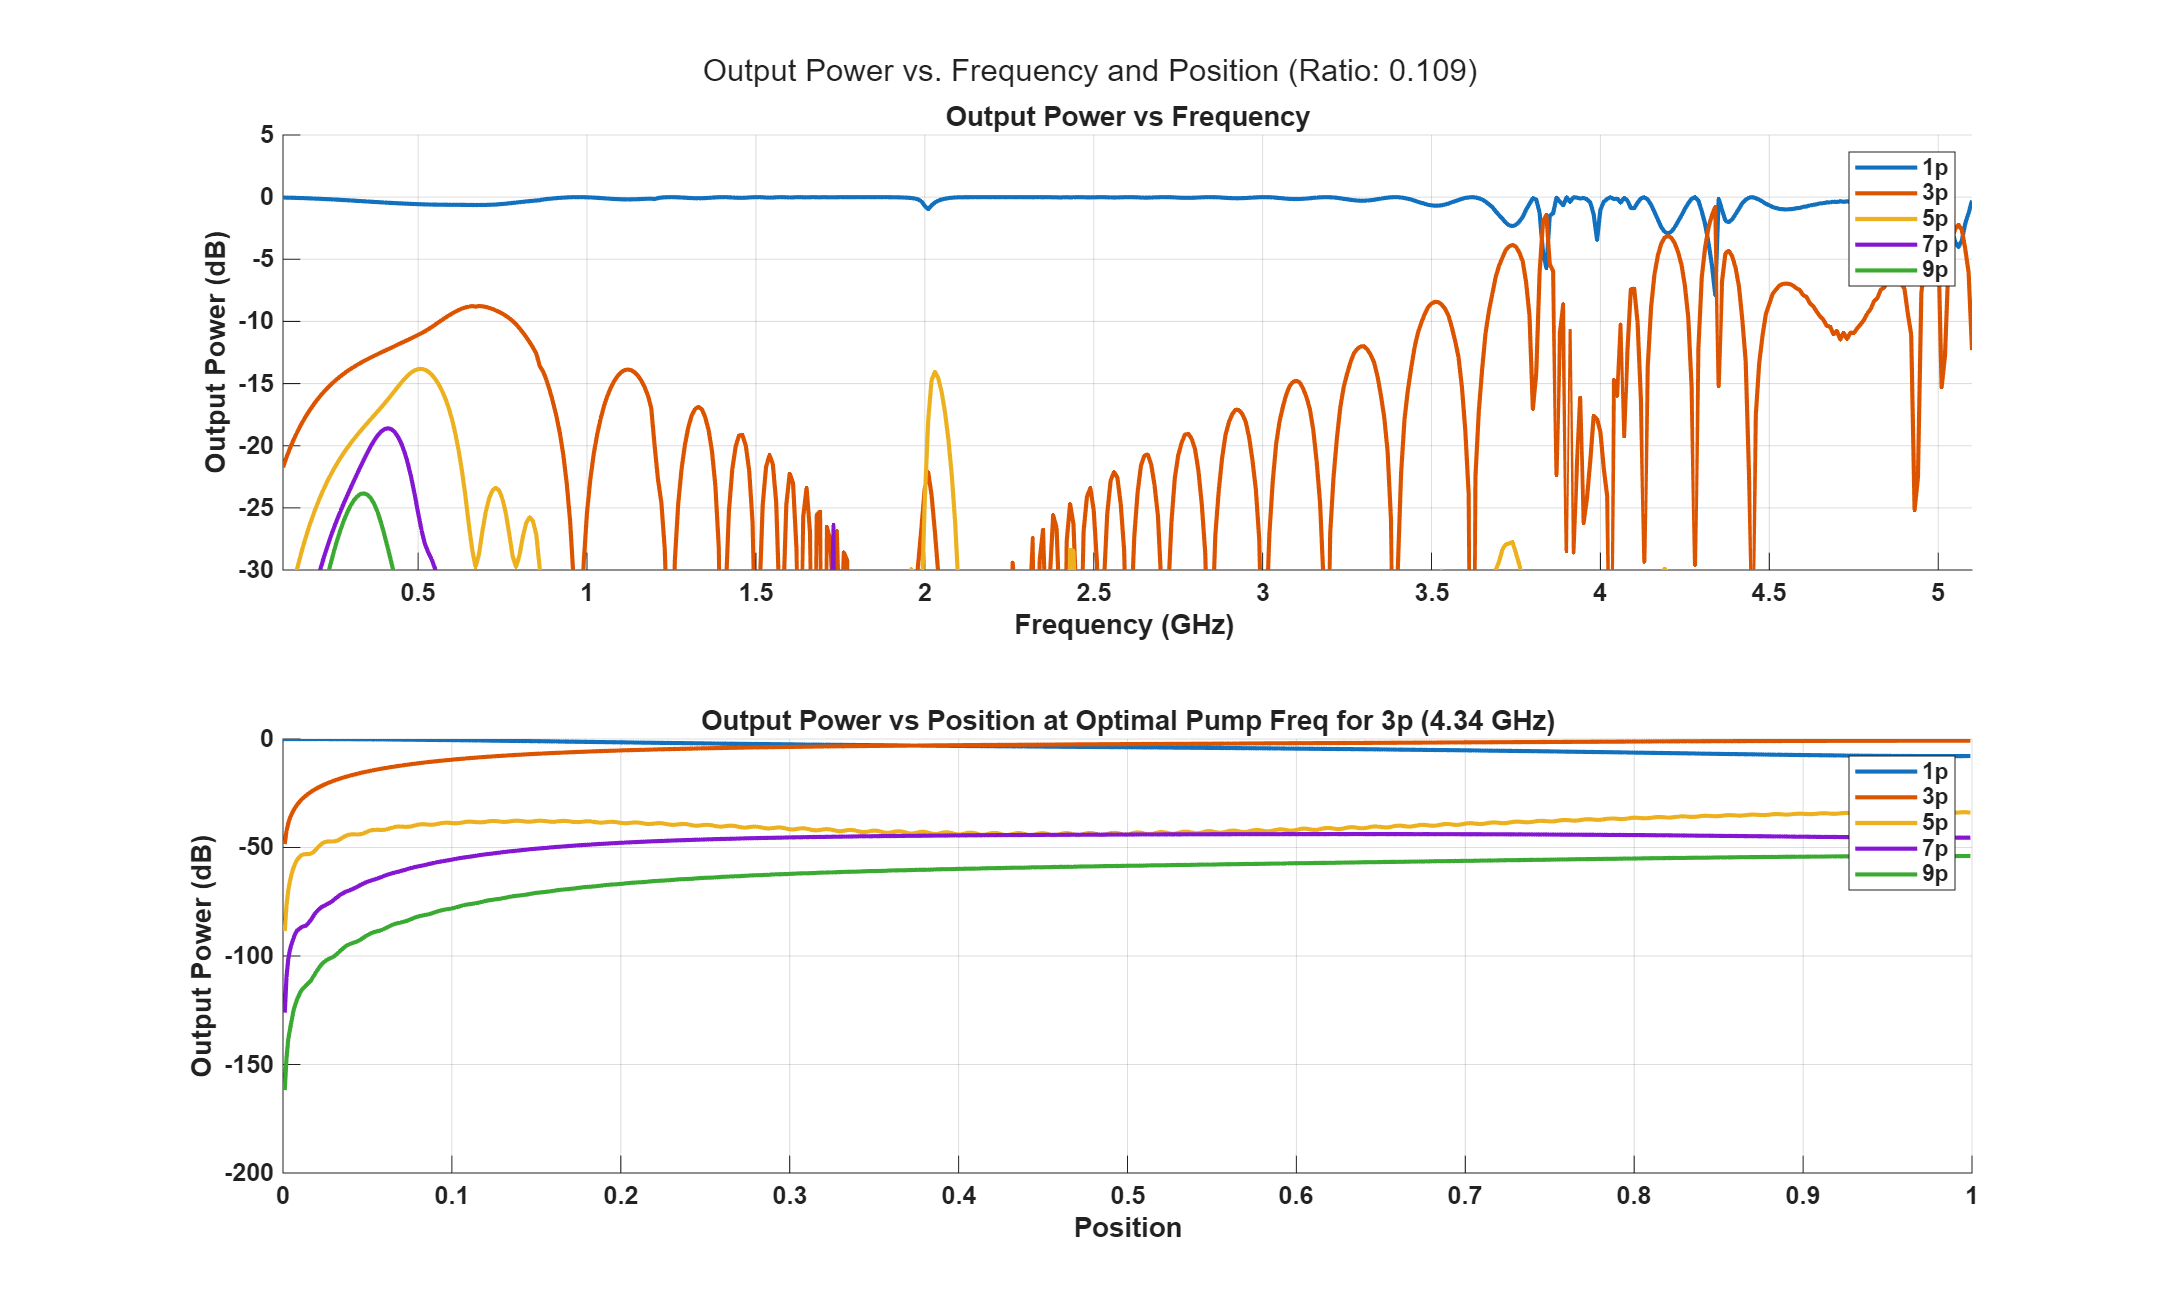 Output Power vs. Frequency and Position (Ratio: 0.109)
Output Power vs Frequency
Output Power (dB)
5
0
-5
-10
-15
-20
-25
-30
0.5 1 1.5 2 2.5 3 3.5 4 4.5 5
Frequency (GHz)
1p
3p
5p
7p
9p
Output Power vs Position at Optimal Pump Freq for 3p (4.34 GHz)
Output Power (dB)
0
-50
-100
-150
-200
0 0.1 0.2 0.3 0.4 0.5 0.6 0.7 0.8 0.9 1
Position
1p
3p
5p
7p
9p